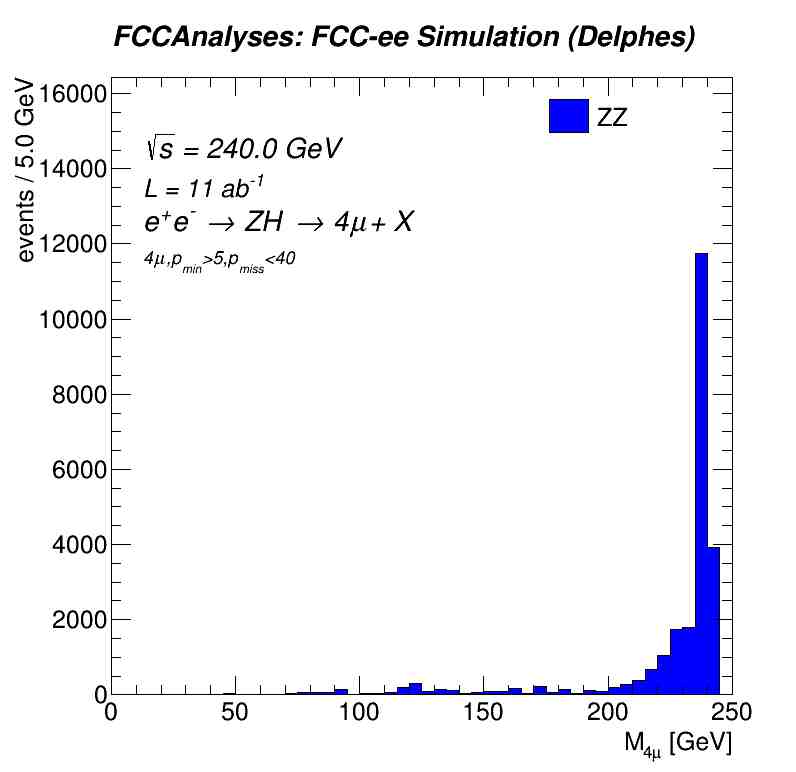 FCCAnalyses: FCC-ee Simulation (Delphes)
events / 5.0 GeV
16000
14000
12000
10000
8000
6000
4000
2000
0
√s = 240.0 GeV
L = 11 ab⁻¹
e⁺e⁻ → ZH → 4μ + X
4μ,p_min>5,p_miss<40
ZZ
0 50 100 150 200 250
M_4μ [GeV]